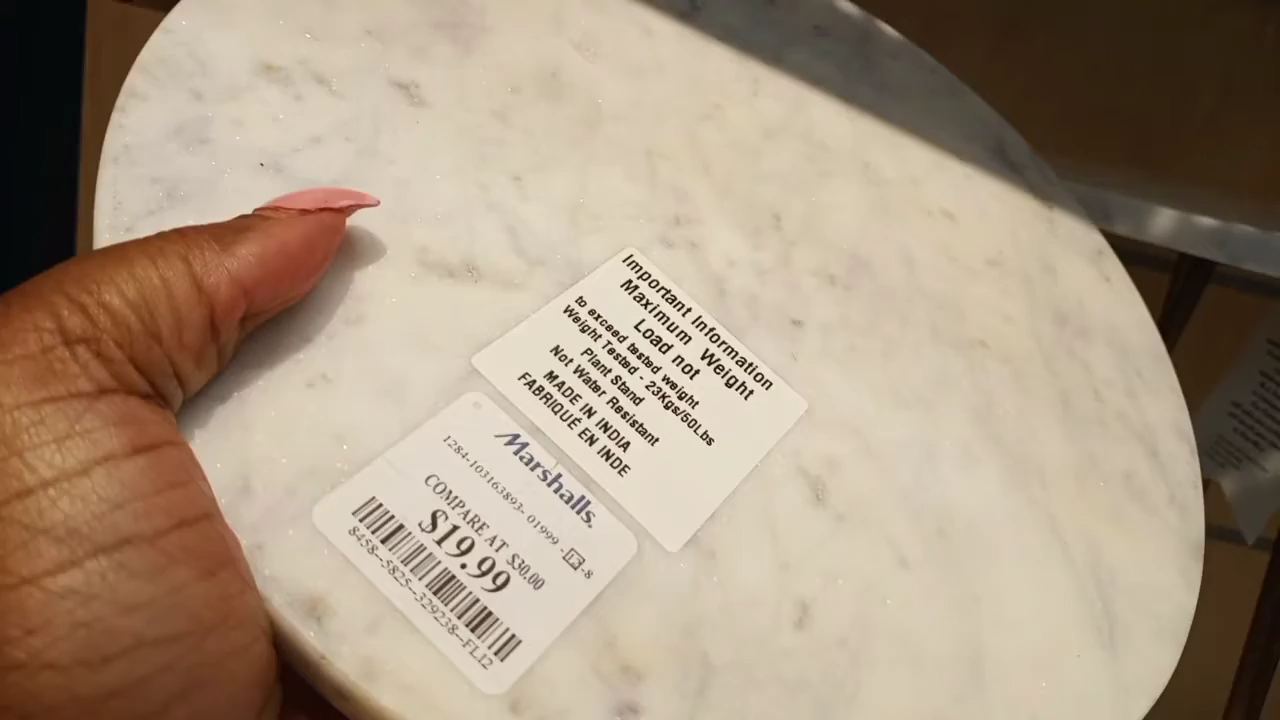 Important Information
Maximum Weight
Load not
to exceed tested weight
Weight Tested - 23Kgs/50Lbs
Plant Stand
Not Water Resistant
MADE IN INDIA
FABRIQUÉ EN INDE
Marshalls.
1284-103163893- 01999 -12-8
COMPARE AT $30.00
$19.99
8458--5825--329238--FL12